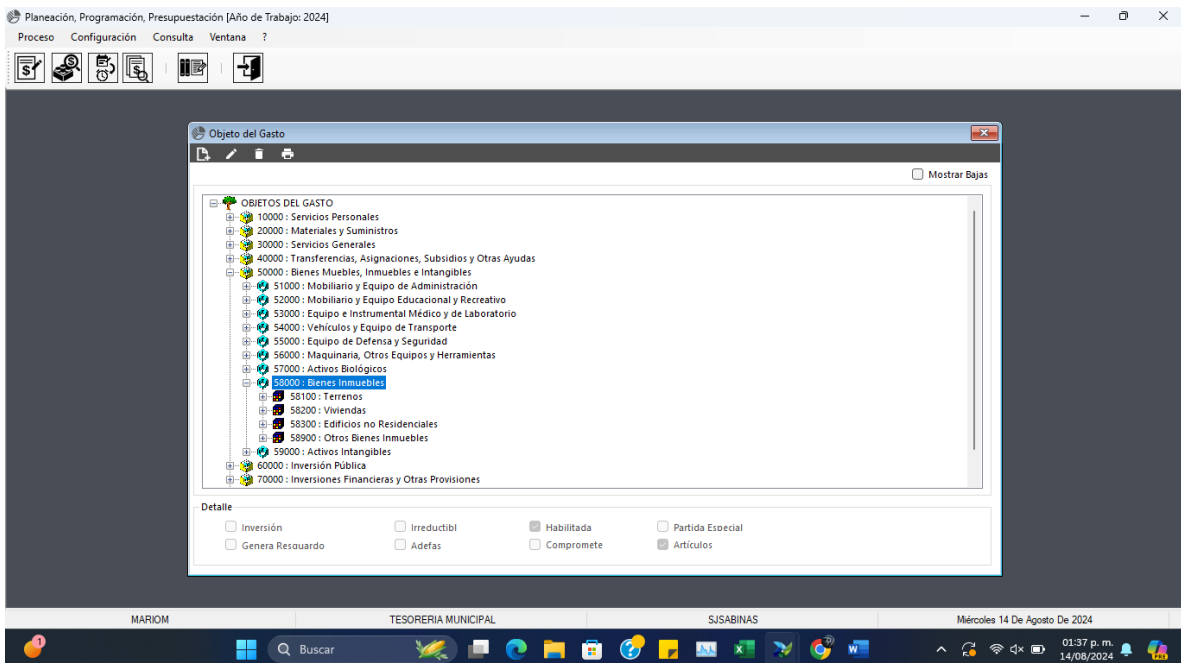 Planeación, Programación, Presupuestación [Año de Trabajo: 2024]
Proceso Configuración Consulta Ventana ?
Objeto del Gasto
Mostrar Bajas
OBJETOS DEL GASTO
10000 : Servicios Personales
20000 : Materiales y Suministros
30000 : Servicios Generales
40000 : Transferencias, Asignaciones, Subsidios y Otras Ayudas
50000 : Bienes Muebles, Inmuebles e Intangibles
51000 : Mobiliario y Equipo de Administración
52000 : Mobiliario y Equipo Educacional y Recreativo
53000 : Equipo e Instrumental Médico y de Laboratorio
54000 : Vehículos y Equipo de Transporte
55000 : Equipo de Defensa y Seguridad
56000 : Maquinaria, Otros Equipos y Herramientas
57000 : Activos Biológicos
58000 : Bienes Inmuebles
58100 : Terrenos
58200 : Viviendas
58300 : Edificios no Residenciales
58900 : Otros Bienes Inmuebles
59000 : Activos Intangibles
60000 : Inversión Pública
70000 : Inversiones Financieras y Otras Provisiones
Detalle
Inversión Irreductibl Habilitada Partida Especial
Genera Resguardo Adefas Compromete Artículos
MARIOM TESORERIA MUNICIPAL SJSABINAS Miércoles 14 De Agosto De 2024
1 Buscar 01:37 p. m.
14/08/2024